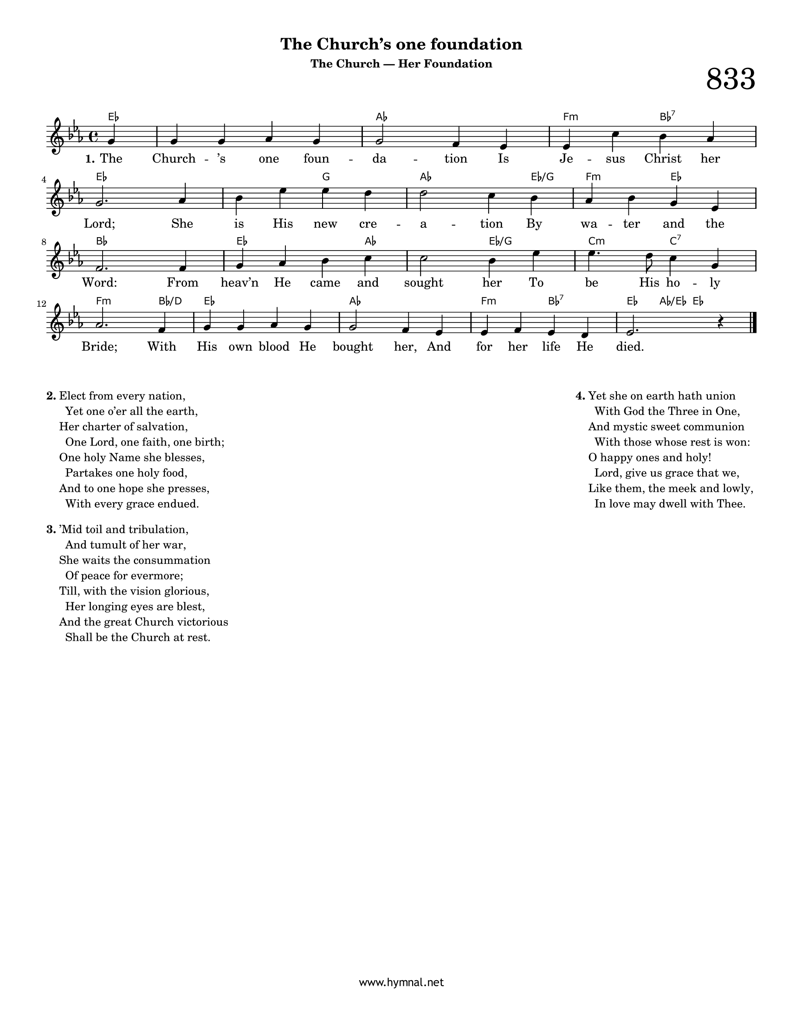 The Church's one foundation
The Church — Her Foundation
833
E♭ A♭ Fm B♭7
1. The Church - 's one foun - da - tion Is Je - sus Christ her
4
E♭ G A♭ E♭/G Fm E♭
Lord; She is His new cre - a - tion By wa - ter and the
8
B♭ E♭ A♭ E♭/G Cm C7
Word: From heav'n He came and sought her To be His ho - ly
12
Fm B♭/D E♭ A♭ Fm B♭7 E♭ A♭/E♭ E♭
Bride; With His own blood He bought her, And for her life He died.
2. Elect from every nation,
Yet one o'er all the earth,
Her charter of salvation,
One Lord, one faith, one birth;
One holy Name she blesses,
Partakes one holy food,
And to one hope she presses,
With every grace endued.
3. 'Mid toil and tribulation,
And tumult of her war,
She waits the consummation
Of peace for evermore;
Till, with the vision glorious,
Her longing eyes are blest,
And the great Church victorious
Shall be the Church at rest.
4. Yet she on earth hath union
With God the Three in One,
And mystic sweet communion
With those whose rest is won:
O happy ones and holy!
Lord, give us grace that we,
Like them, the meek and lowly,
In love may dwell with Thee.
www.hymnal.net